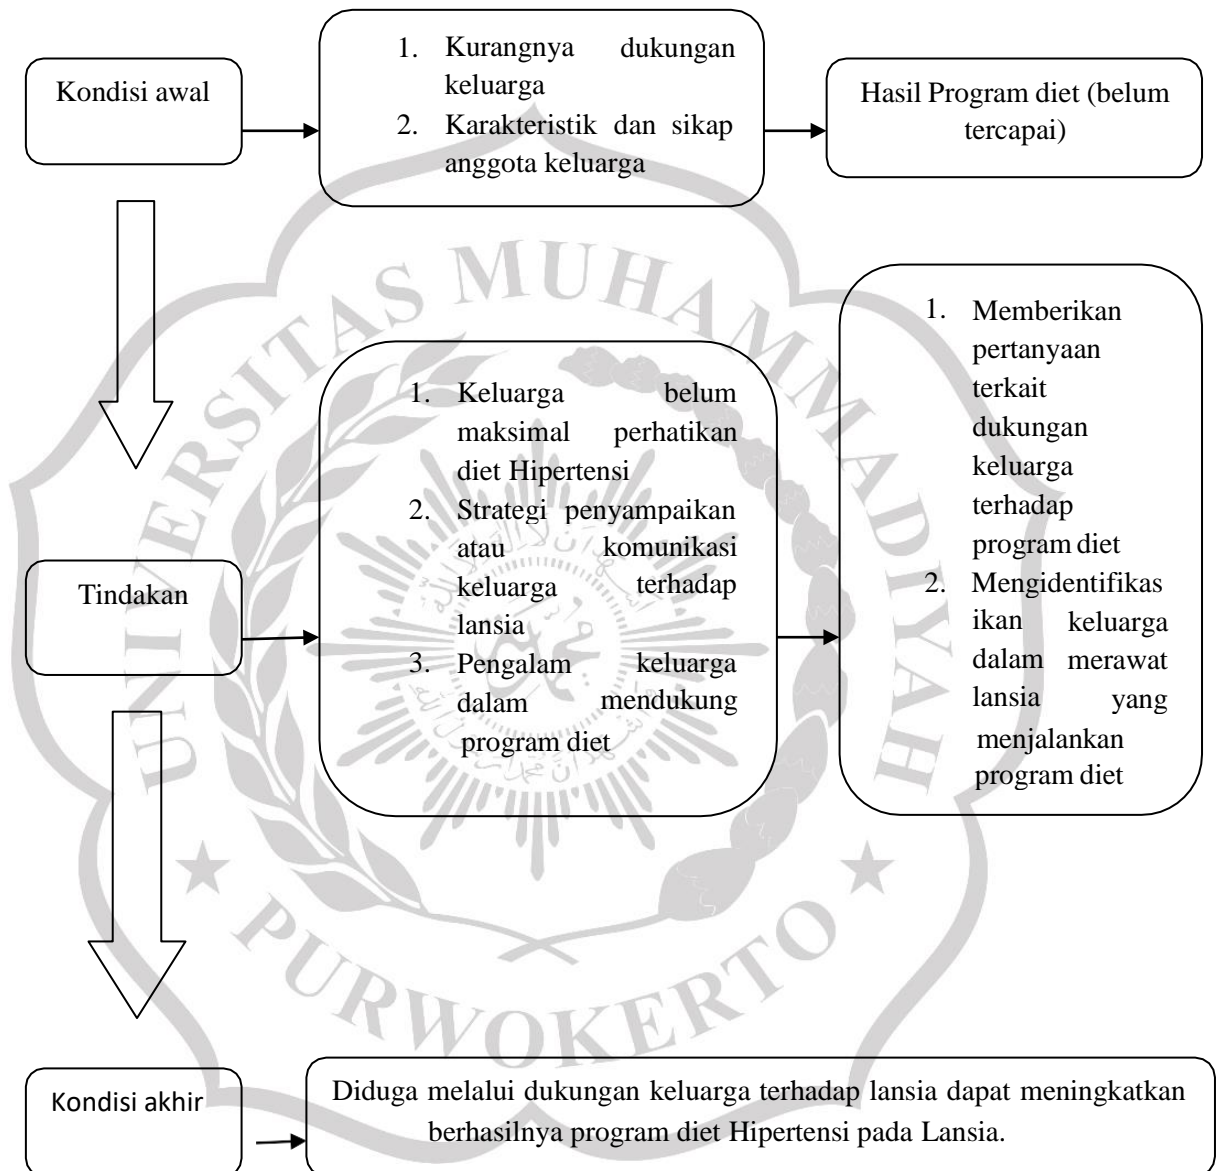 Kondisi awal
1. Kurangnya dukungan
keluarga
2. Karakteristik dan sikap
anggota keluarga
Hasil Program diet (belum
tercapai)
UNIVERSITAS MUHAMMADIYAH
PURWOKERTO
Tindakan
1. Keluarga belum
maksimal perhatikan
diet Hipertensi
2. Strategi penyampaikan
atau komunikasi
keluarga terhadap
lansia
3. Pengalam keluarga
dalam mendukung
program diet
1. Memberikan
pertanyaan
terkait
dukungan
keluarga
terhadap
program diet
2. Mengidentifikas
ikan keluarga
dalam merawat
lansia yang
menjalankan
program diet
Kondisi akhir
Diduga melalui dukungan keluarga terhadap lansia dapat meningkatkan
berhasilnya program diet Hipertensi pada Lansia.